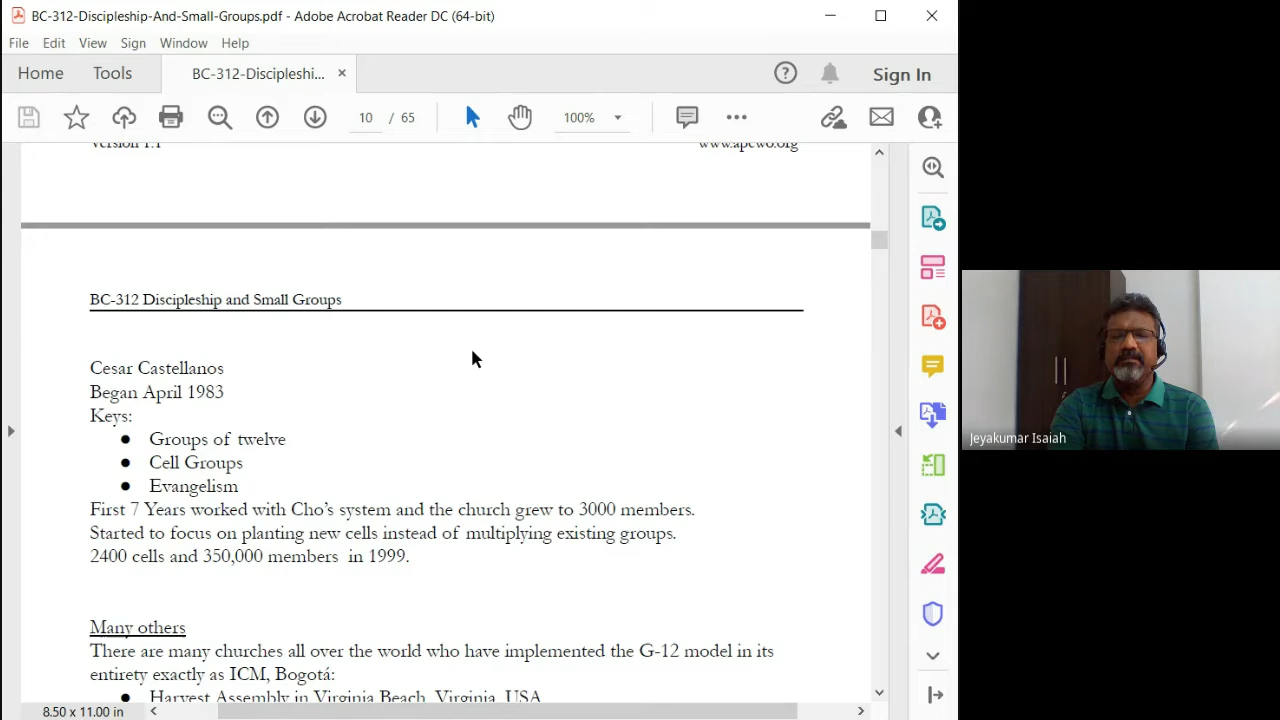 BC-312-Discipleship-And-Small-Groups.pdf - Adobe Acrobat Reader DC (64-bit)
File Edit View Sign Window Help
Home Tools BC-312-Discipleshi... × Sign In
10 / 65 100%
Version 1.1 www.apcwo.org
BC-312 Discipleship and Small Groups
Cesar Castellanos
Began April 1983
Keys:
● Groups of twelve
● Cell Groups
● Evangelism
First 7 Years worked with Cho's system and the church grew to 3000 members.
Started to focus on planting new cells instead of multiplying existing groups.
2400 cells and 350,000 members in 1999.
Many others
There are many churches all over the world who have implemented the G-12 model in its
entirety exactly as ICM, Bogotá:
● Harvest Assembly in Virginia Beach, Virginia, USA
8.50 x 11.00 in
Jeyakumar Isaiah